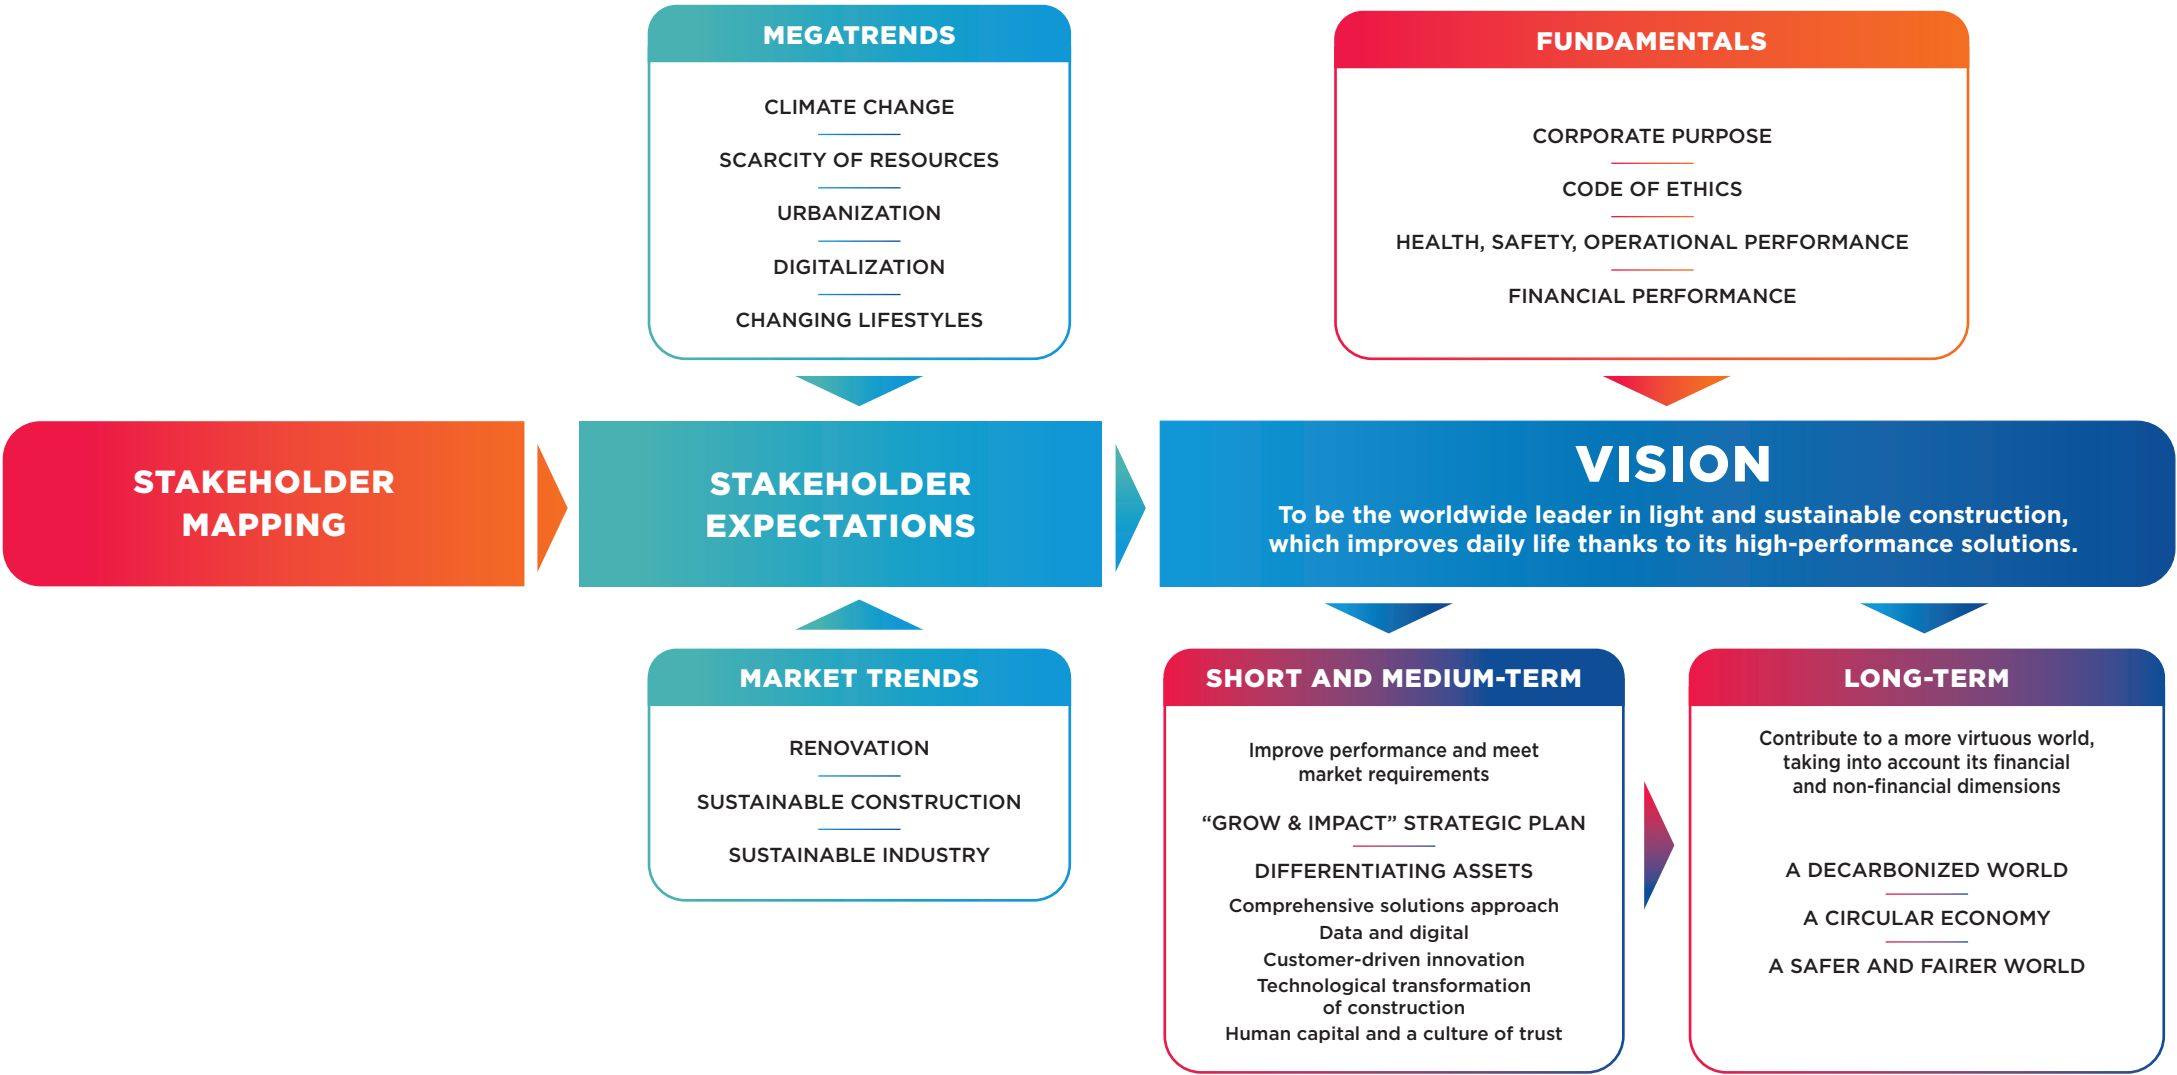 MEGATRENDS
CLIMATE CHANGE
SCARCITY OF RESOURCES
URBANIZATION
DIGITALIZATION
CHANGING LIFESTYLES
FUNDAMENTALS
CORPORATE PURPOSE
CODE OF ETHICS
HEALTH, SAFETY, OPERATIONAL PERFORMANCE
FINANCIAL PERFORMANCE
STAKEHOLDER
MAPPING
STAKEHOLDER
EXPECTATIONS
VISION
To be the worldwide leader in light and sustainable construction,
which improves daily life thanks to its high-performance solutions.
MARKET TRENDS
RENOVATION
SUSTAINABLE CONSTRUCTION
SUSTAINABLE INDUSTRY
SHORT AND MEDIUM-TERM
Improve performance and meet
market requirements
“GROW & IMPACT” STRATEGIC PLAN
DIFFERENTIATING ASSETS
Comprehensive solutions approach
Data and digital
Customer-driven innovation
Technological transformation
of construction
Human capital and a culture of trust
LONG-TERM
Contribute to a more virtuous world,
taking into account its financial
and non-financial dimensions
A DECARBONIZED WORLD
A CIRCULAR ECONOMY
A SAFER AND FAIRER WORLD